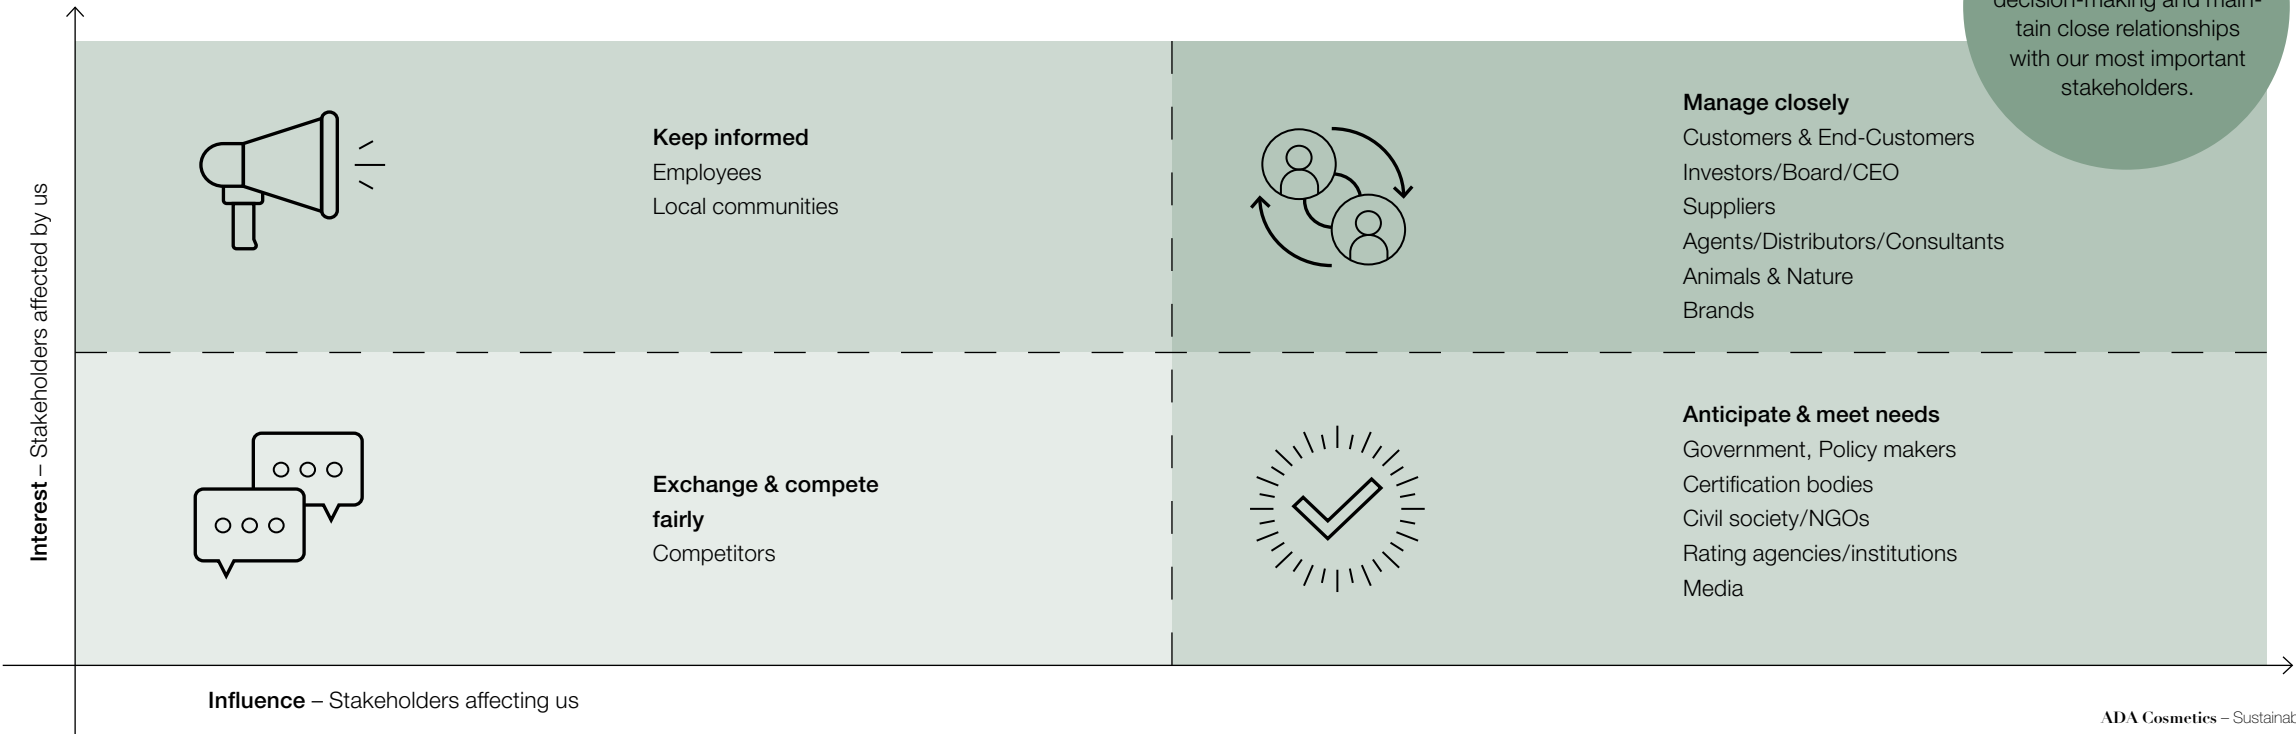 decision-making and main-
tain close relationships
with our most important
stakeholders.
Interest – Stakeholders affected by us
Keep informed
Employees
Local communities
Manage closely
Customers & End-Customers
Investors/Board/CEO
Suppliers
Agents/Distributors/Consultants
Animals & Nature
Brands
Exchange & compete
fairly
Competitors
Anticipate & meet needs
Government, Policy makers
Certification bodies
Civil society/NGOs
Rating agencies/institutions
Media
Influence – Stakeholders affecting us
ADA Cosmetics – Sustainab